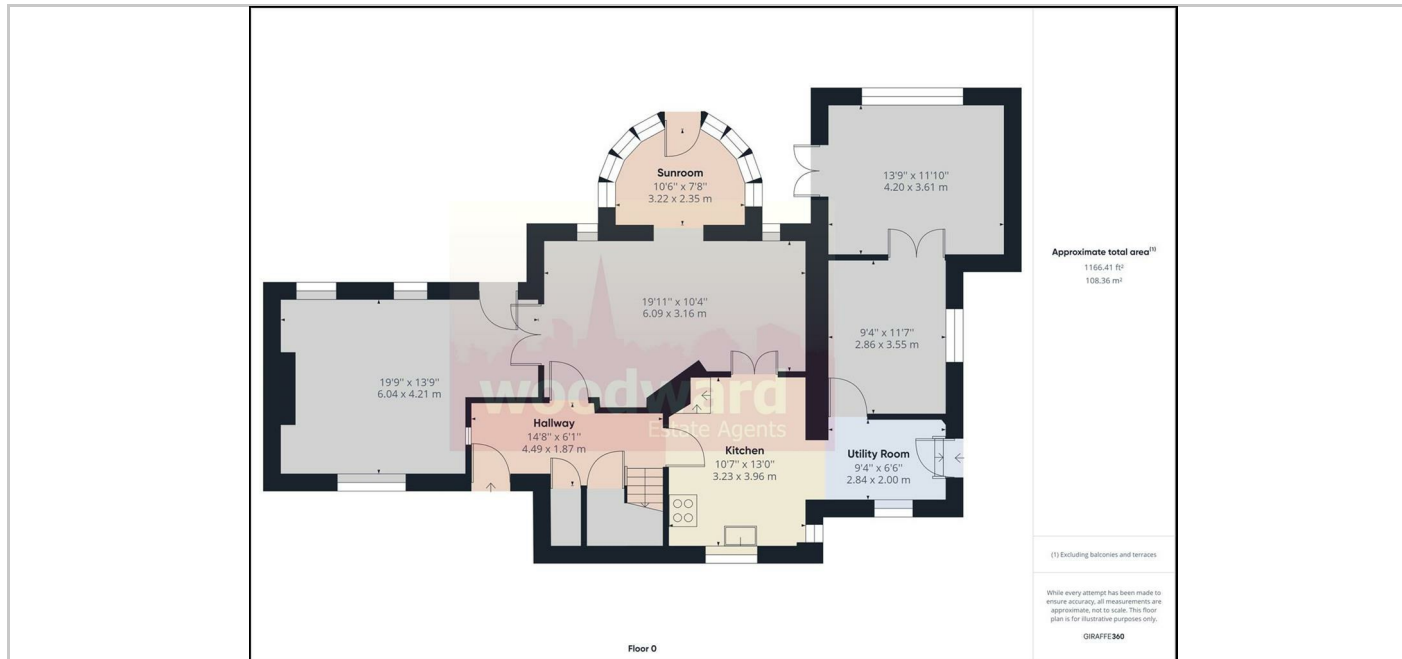 Sunroom
10'6" x 7'8"
3.22 x 2.35 m
13'9" x 11'10"
4.20 x 3.61 m
19'11" x 10'4"
6.09 x 3.16 m
9'4" x 11'7"
2.86 x 3.55 m
19'9" x 13'9"
6.04 x 4.21 m
woodward
Estate Agents
Hallway
14'8" x 6'1"
4.49 x 1.87 m
Kitchen
10'7" x 13'0"
3.23 x 3.96 m
Utility Room
9'4" x 6'6"
2.84 x 2.00 m
Floor 0
Approximate total area(1)
1166.41 ft²
108.36 m²
(1) Excluding balconies and terraces
While every attempt has been made to
ensure accuracy, all measurements are
approximate, not to scale. This floor
plan is for illustrative purposes only.
GIRAFFE360